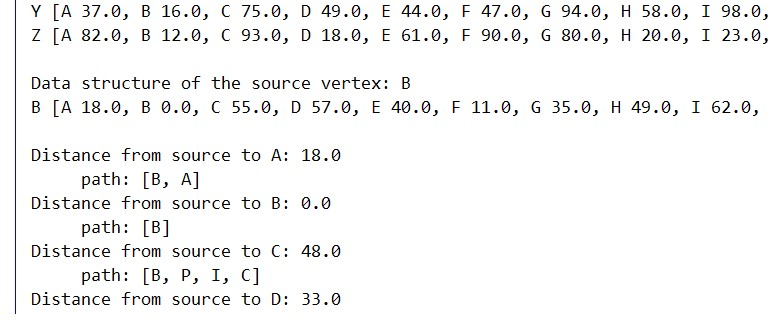 Y [A 37.0, B 16.0, C 75.0, D 49.0, E 44.0, F 47.0, G 94.0, H 58.0, I 98.0,
Z [A 82.0, B 12.0, C 93.0, D 18.0, E 61.0, F 90.0, G 80.0, H 20.0, I 23.0,
Data structure of the source vertex: B
B [A 18.0, B 0.0, C 55.0, D 57.0, E 40.0, F 11.0, G 35.0, H 49.0, I 62.0,
Distance from source to A: 18.0
path: [B, A]
Distance from source to B: 0.0
path: [B]
Distance from source to C: 48.0
path: [B, P, I, C]
Distance from source to D: 33.0